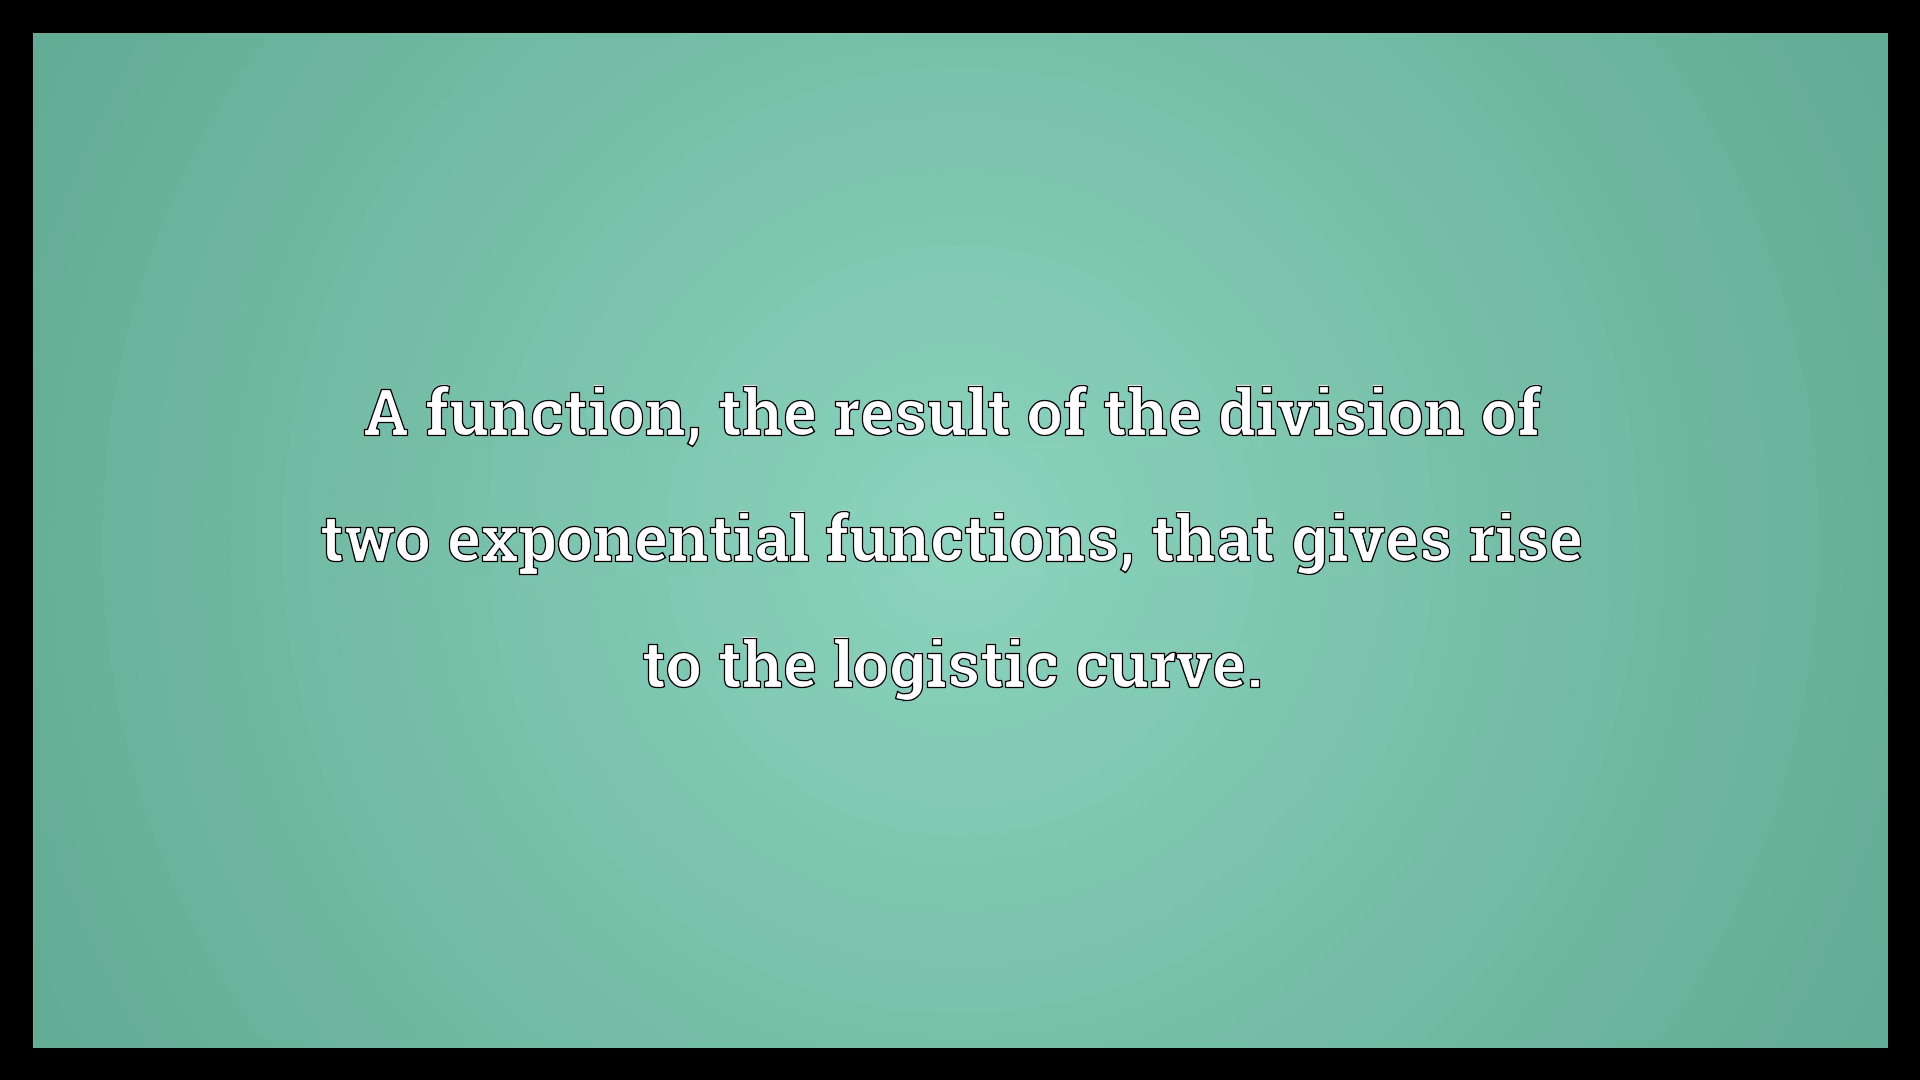 A function, the result of the division of
two exponential functions, that gives rise
to the logistic curve.